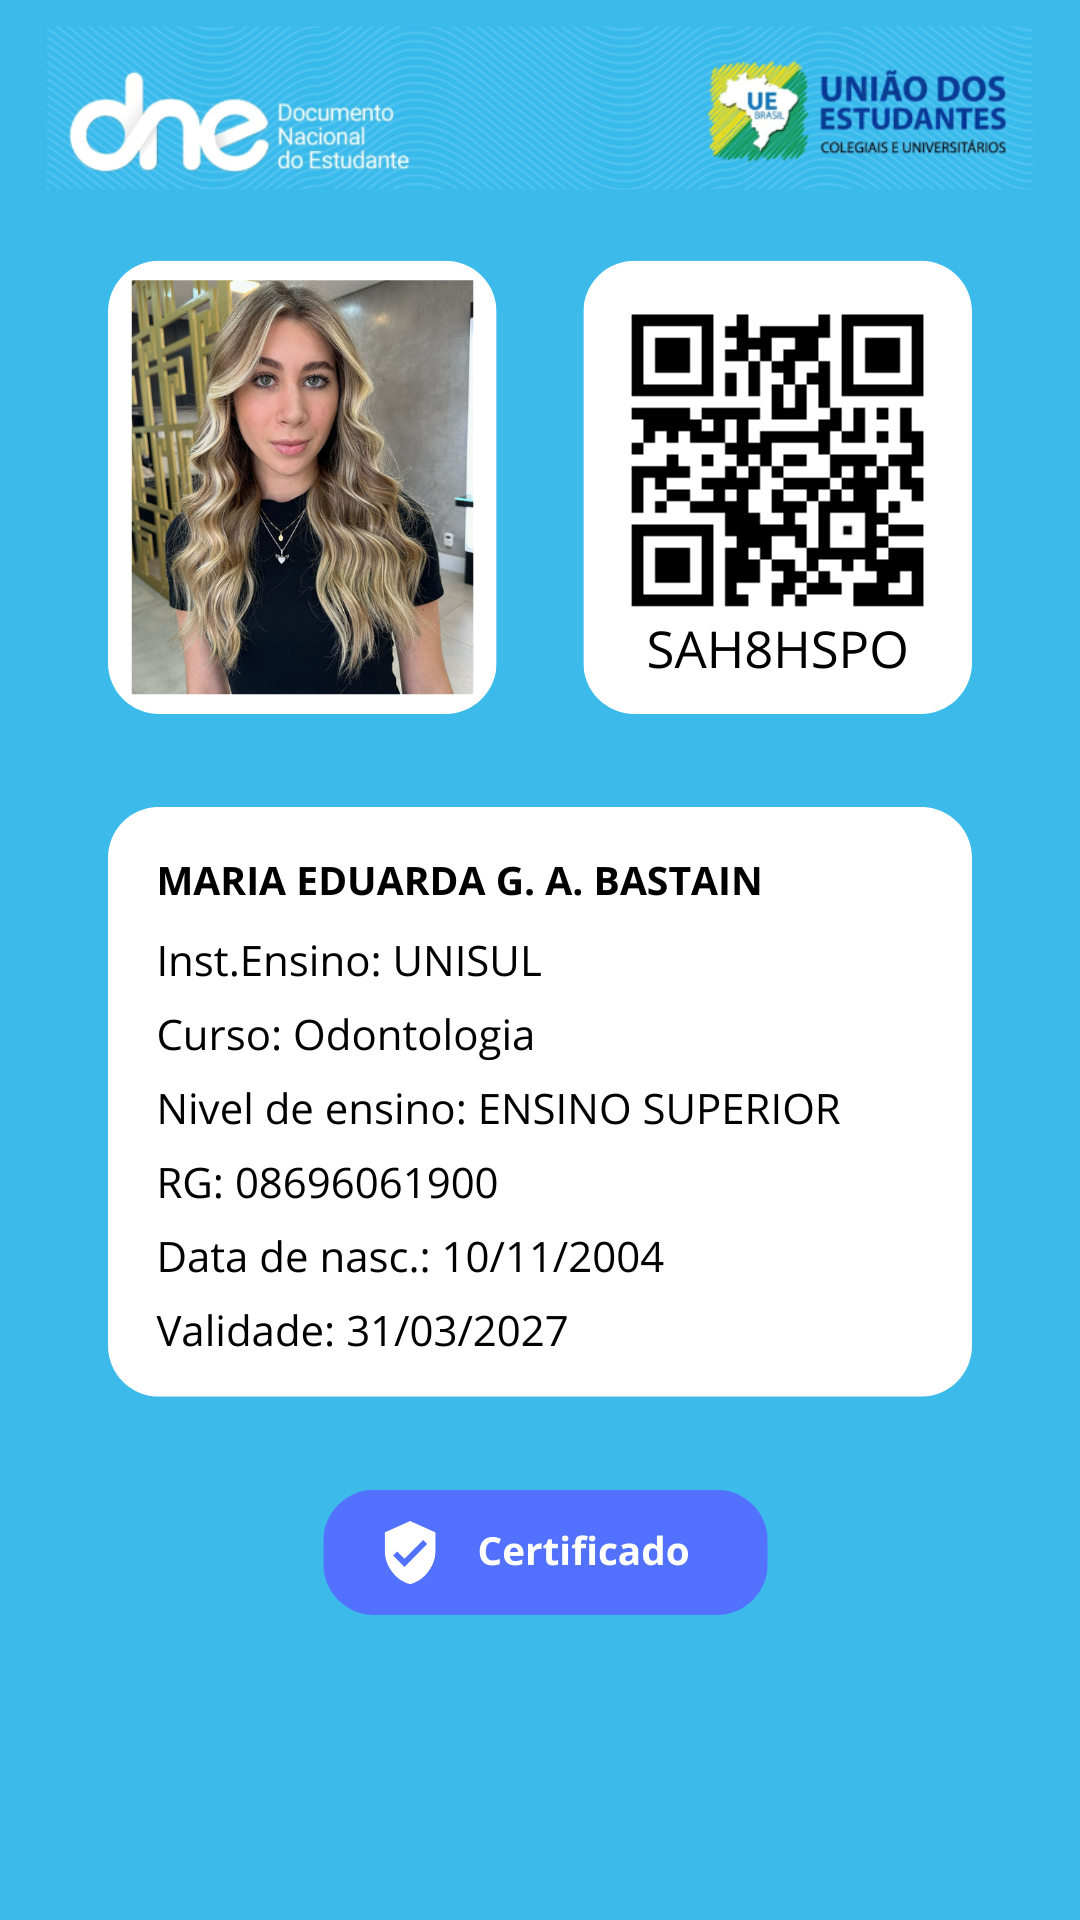 dne
Documento
Nacional
do Estudante
UE
BRASIL
UNIÃO DOS
ESTUDANTES
COLEGIAIS E UNIVERSITÁRIOS
SAH8HSPO
MARIA EDUARDA G. A. BASTAIN
Inst.Ensino: UNISUL
Curso: Odontologia
Nivel de ensino: ENSINO SUPERIOR
RG: 08696061900
Data de nasc.: 10/11/2004
Validade: 31/03/2027
Certificado